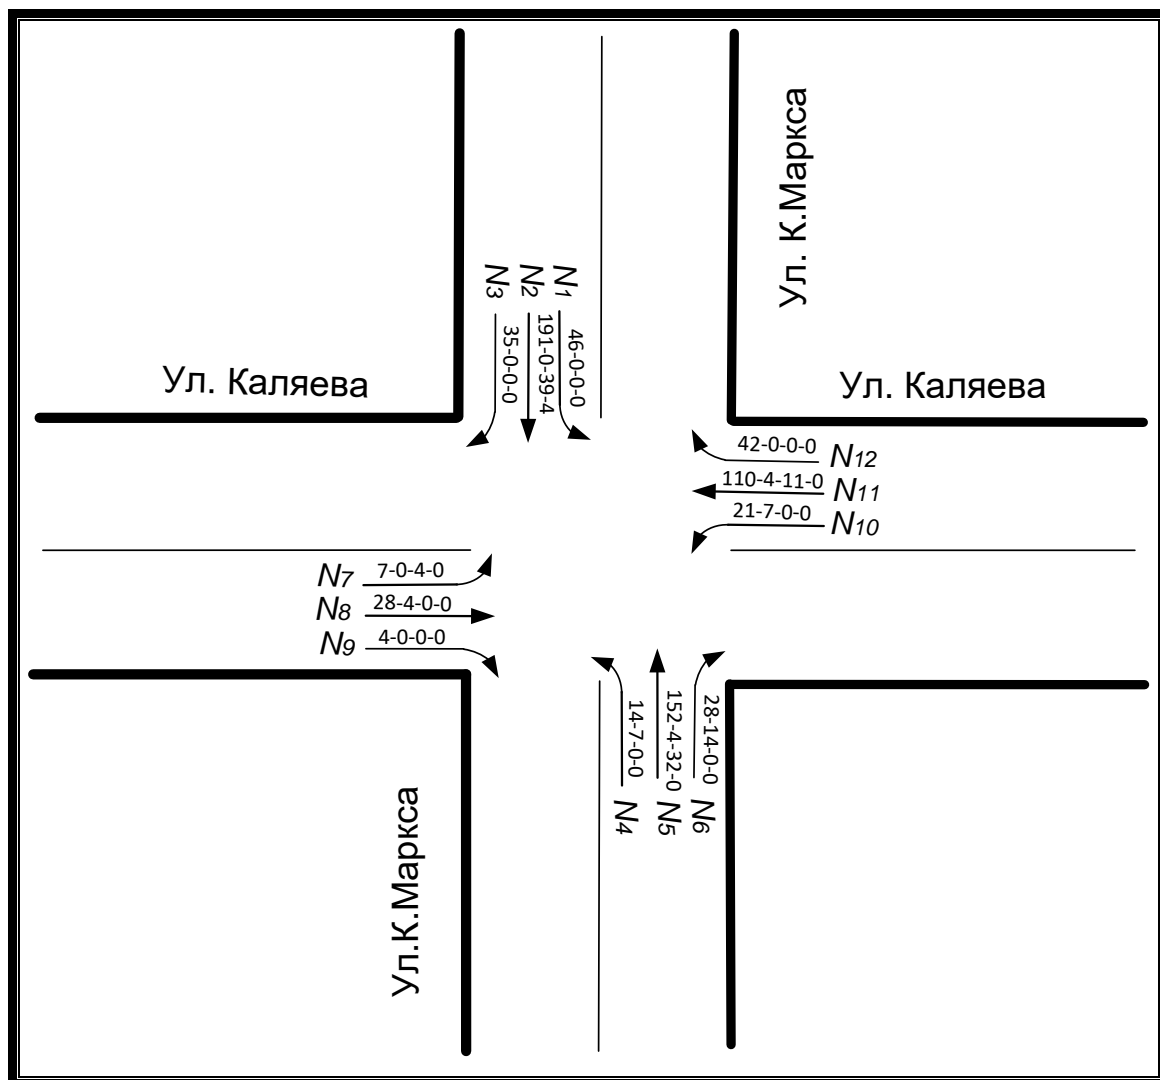 Ул. К.Маркса
N3
N2
N1
35-0-0-0
191-0-39-4
46-0-0-0
Ул. Каляева
Ул. Каляева
42-0-0-0 N12
110-4-11-0 N11
21-7-0-0 N10
N7 7-0-4-0
N8 28-4-0-0
N9 4-0-0-0
14-7-0-0
152-4-32-0
28-14-0-0
N4
N5
N6
Ул.К.Маркса